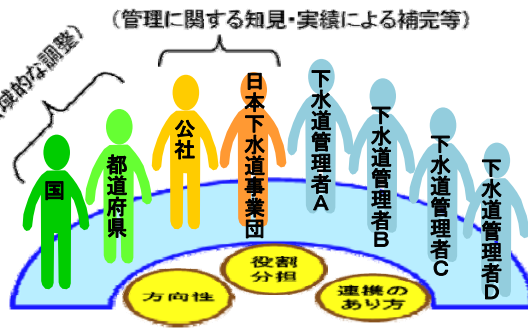 （管理に関する知見・実績による補完等）
域的な調整）
国
都道府県
公社
日本下水道事業団
下水道管理者A
下水道管理者B
下水道管理者C
下水道管理者D
方向性
役割
分担
連携の
あり方